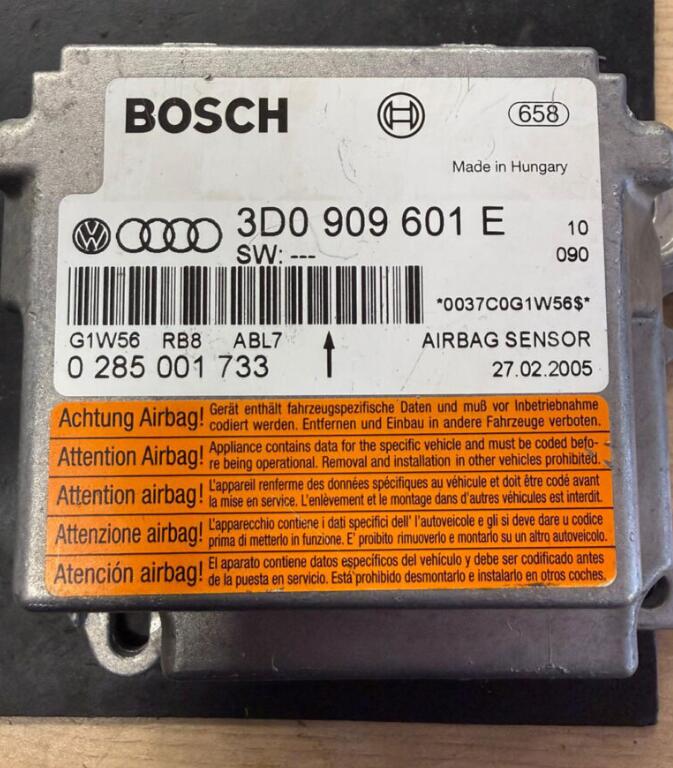 BOSCH
658
Made in Hungary
3D0 909 601 E
10
SW: ---
090
*0037C0G1W56$*
G1W56 RB8 ABL7
AIRBAG SENSOR
0 285 001 733
27.02.2005
Achtung Airbag! Gerät enthält fahrzeugspezifische Daten und muß vor Inbetriebnahme
codiert werden. Entfernen und Einbau in andere Fahrzeuge verboten.
Attention Airbag! Appliance contains data for the specific vehicle and must be coded befo-
re being operational. Removal and installation in other vehicles prohibited.
Attention airbag! L'appareil renferme des données spécifiques au véhicule et doit être codé avant
la mise en service. L'enlèvement et le montage dans d'autres véhicules est interdit.
Attenzione airbag! L'apparecchio contiene i dati specifici dell' l'autoveicole e gli si deve dare u codice
prima di metterlo in funzione. E' proibito rimuoverlo e montarlo su un altro autoveicolo.
Atención airbag! El aparato contiene datos específicos del vehículo y debe ser codificado antes
de la puesta en servicio. Está prohibido desmontarlo e instalarlo en otros coches.